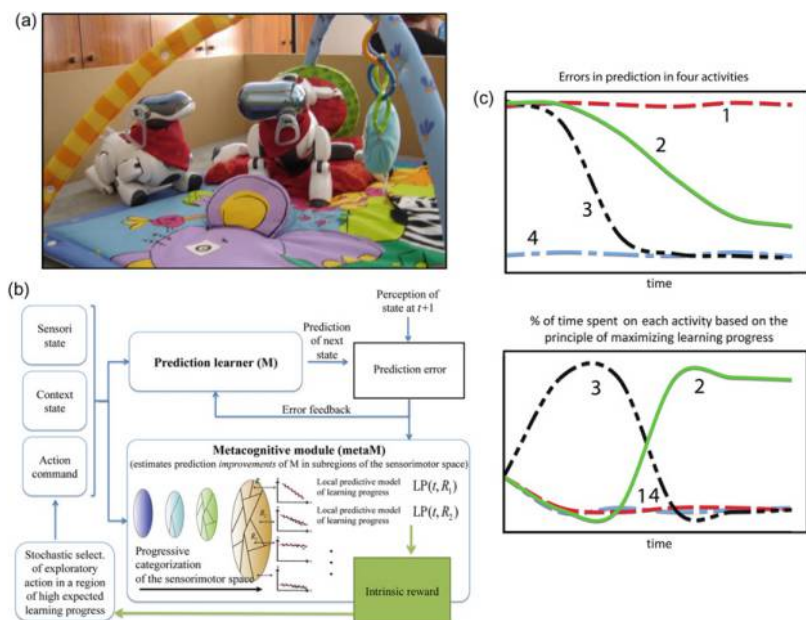 (a)
(b)
Sensori
state
Context
state
Action
command
Stochastic select.
of exploratory
action in a region
of high expected
learning progress
Prediction learner (M)
Prediction
of next
state
Perception of
state at t+1
Prediction error
Error feedback
Metacognitive module (metaM)
(estimates prediction improvements of M in subregions of the sensorimotor space)
Progressive
categorization
of the sensorimotor space
Local predictive model
of learning progress
LP(t, R₁)
Local predictive model
of learning progress
LP(t, R₂)
Intrinsic reward
(c)
Errors in prediction in four activities
1
2
3
4
time
% of time spent on each activity based on the
principle of maximizing learning progress
3
2
14
time